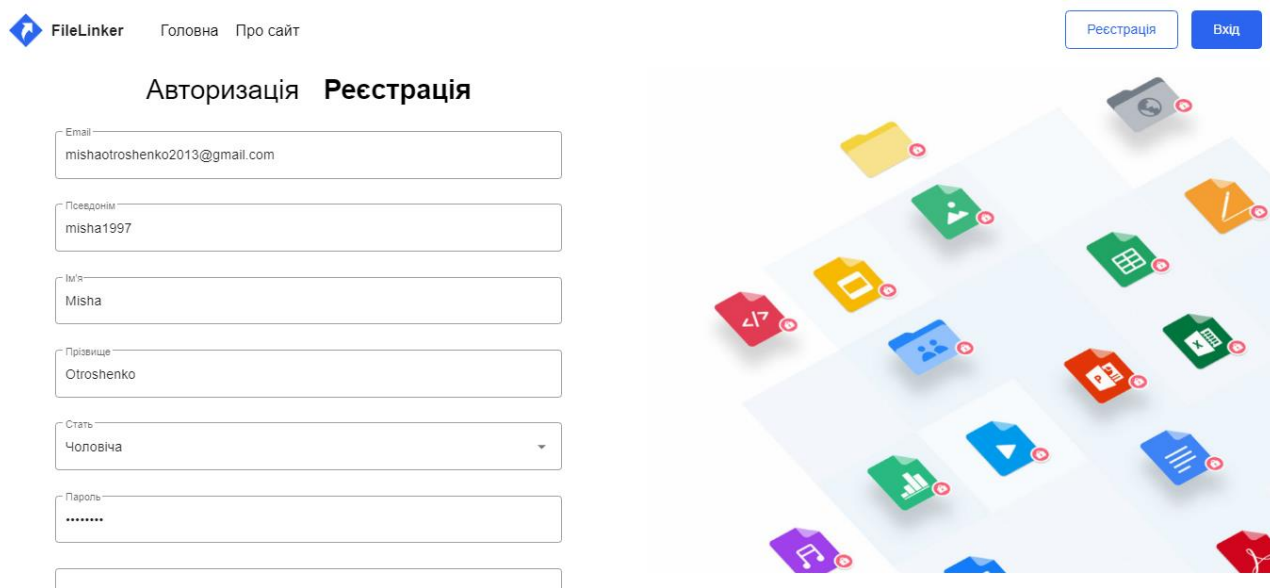 FileLinker Головна Про сайт Реєстрація Вхід
Авторизація Реєстрація
Email
mishaotroshenko2013@gmail.com
Псевдонім
misha1997
Ім'я
Misha
Прізвище
Otroshenko
Стать
Чоловіча
Пароль
••••••••